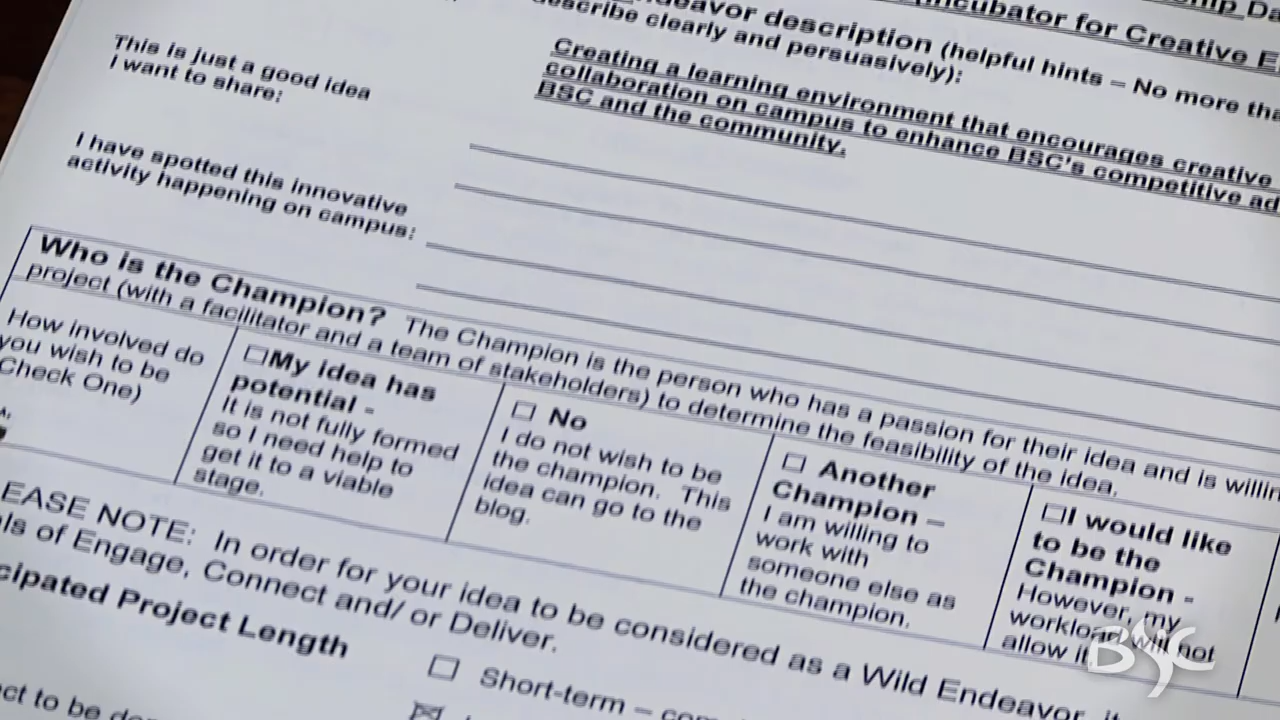 Incubator for Creative
Endeavor description (helpful hints – No more
describe clearly and persuasively):
Creating a learning environment that encourages creative
collaboration on campus to enhance BSC's competitive
BSC and the community.
This is just a good idea
I want to share:
I have spotted this innovative
activity happening on campus:
Who is the Champion? The Champion is the person who has a passion for their idea and is
project (with a facilitator and a team of stakeholders) to determine the feasibility of the idea.
How involved do
you wish to be
Check One)
☐My idea has
potential -
It is not fully formed
so I need help to
get it to a viable
stage.
☐ No
I do not wish to be
the champion. This
idea can go to the
blog.
☐ Another
Champion –
I am willing to
work with
someone else as
the champion.
☐I would like
to be the
Champion -
However, my
workload will not
allow it
EASE NOTE: In order for your idea to be considered as a Wild Endeavor, it
of Engage, Connect and/ or Deliver.
cipated Project Length
☐ Short-term –
ct to be
BSC